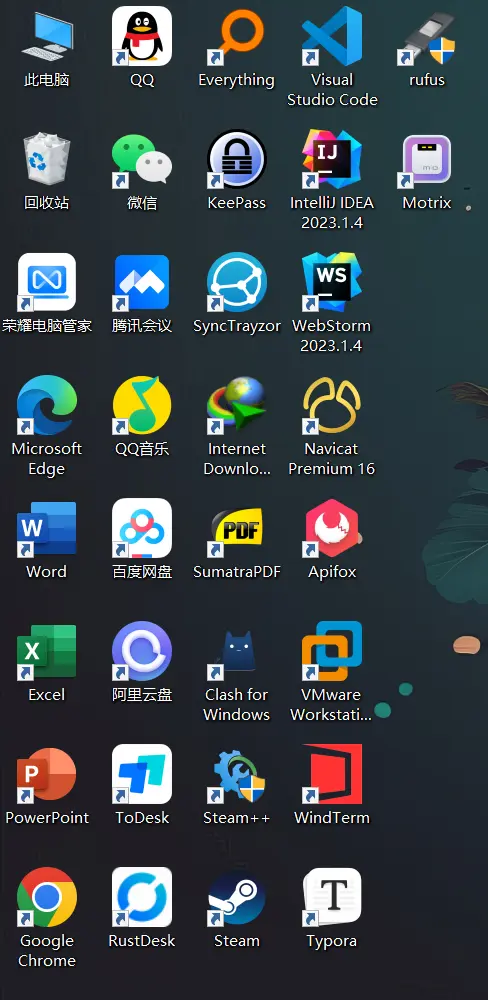 此电脑
QQ
Everything
Visual
Studio Code
rufus
回收站
微信
KeePass
IJ
IntelliJ IDEA
2023.1.4
Motrix
荣耀电脑管家
腾讯会议
SyncTrayzor
WS
WebStorm
2023.1.4
Microsoft
Edge
QQ音乐
Internet
Downlo...
Navicat
Premium 16
W
Word
百度网盘
PDF
SumatraPDF
Apifox
X
Excel
阿里云盘
Clash for
Windows
VMware
Workstati...
P
PowerPoint
ToDesk
Steam++
WindTerm
Google
Chrome
RustDesk
Steam
T
Typora